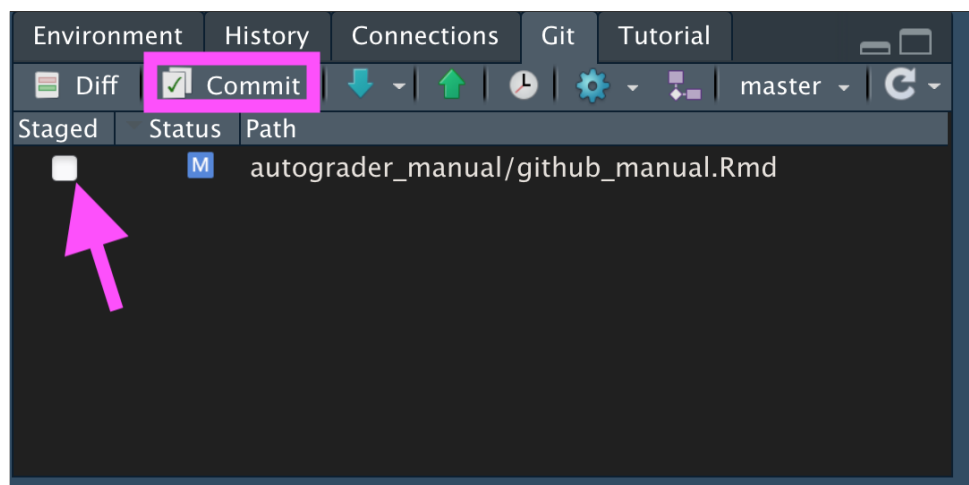 Environment History Connections Git Tutorial
Diff Commit master
Staged Status Path
M autograder_manual/github_manual.Rmd